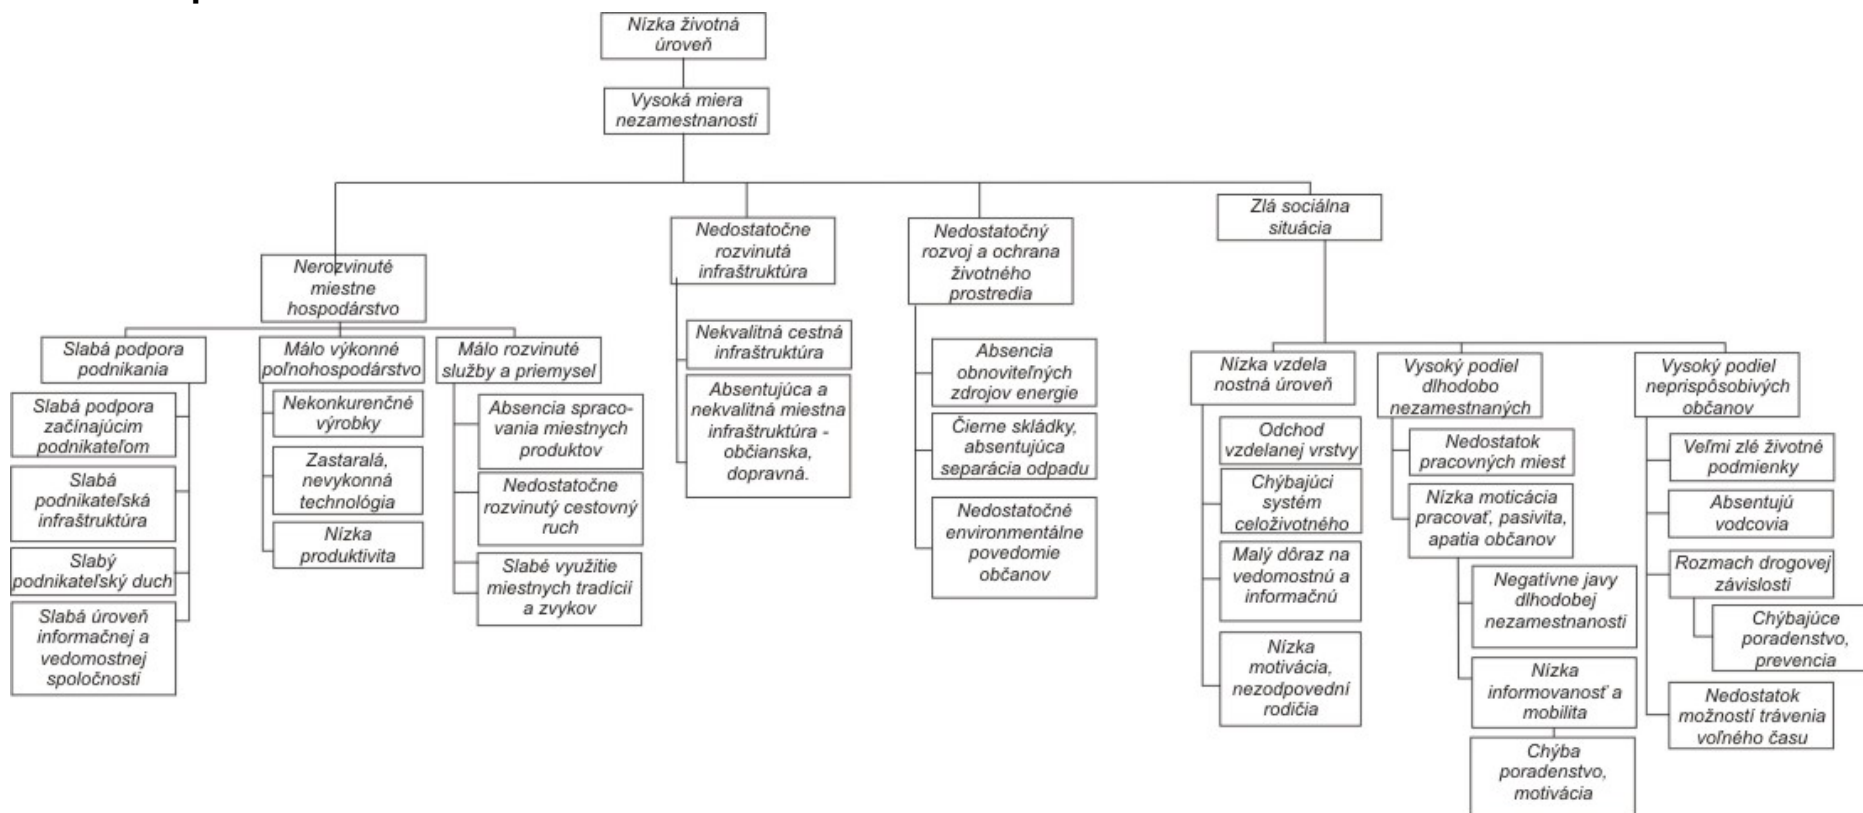 Nízka životná
úroveň
Vysoká miera
nezamestnanosti
Nerozvinuté
miestne
hospodárstvo
Slabá podpora
podnikania
Slabá podpora
začínajúcim
podnikateľom
Slabá
podnikateľská
infraštruktúra
Slabý
podnikateľský duch
Slabá úroveň
informačnej a
vedomostnej
spoločnosti
Málo výkonné
poľnohospodárstvo
Nekonkurenčné
výrobky
Zastaralá,
nevykonná
technológia
Nízka
produktivita
Málo rozvinuté
služby a priemysel
Absencia spraco-
vania miestnych
produktov
Nedostatočne
rozvinutý cestovný
ruch
Slabé využitie
miestnych tradícií
a zvykov
Nedostatočne
rozvinutá
infraštruktúra
Nekvalitná cestná
infraštruktúra
Absentujúca a
nekvalitná miestna
infraštruktúra -
občianska,
dopravná.
Nedostatočný
rozvoj a ochrana
životného
prostredia
Absencia
obnoviteľných
zdrojov energie
Čierne skládky,
absentujúca
separácia odpadu
Nedostatočné
environmentálne
povedomie
občanov
Zlá sociálna
situácia
Nízka vzdela
nostná úroveň
Odchod
vzdelanej vrstvy
Chýbajúci
systém
celoživotného
Malý dôraz na
vedomostnú a
informačnú
Nízka
motivácia,
nezodpovední
rodičia
Vysoký podiel
dlhodobo
nezamestnaných
Nedostatok
pracovných miest
Nízka moticácia
pracovať, pasivita,
apatia občanov
Negatívne javy
dlhodobej
nezamestnanosti
Nízka
informovanosť a
mobilita
Chýba
poradenstvo,
motivácia
Vysoký podiel
neprispôsobivých
občanov
Veľmi zlé životné
podmienky
Absentujú
vodcovia
Rozmach drogovej
závislosti
Chýbajúce
poradenstvo,
prevencia
Nedostatok
možností trávenia
voľného času